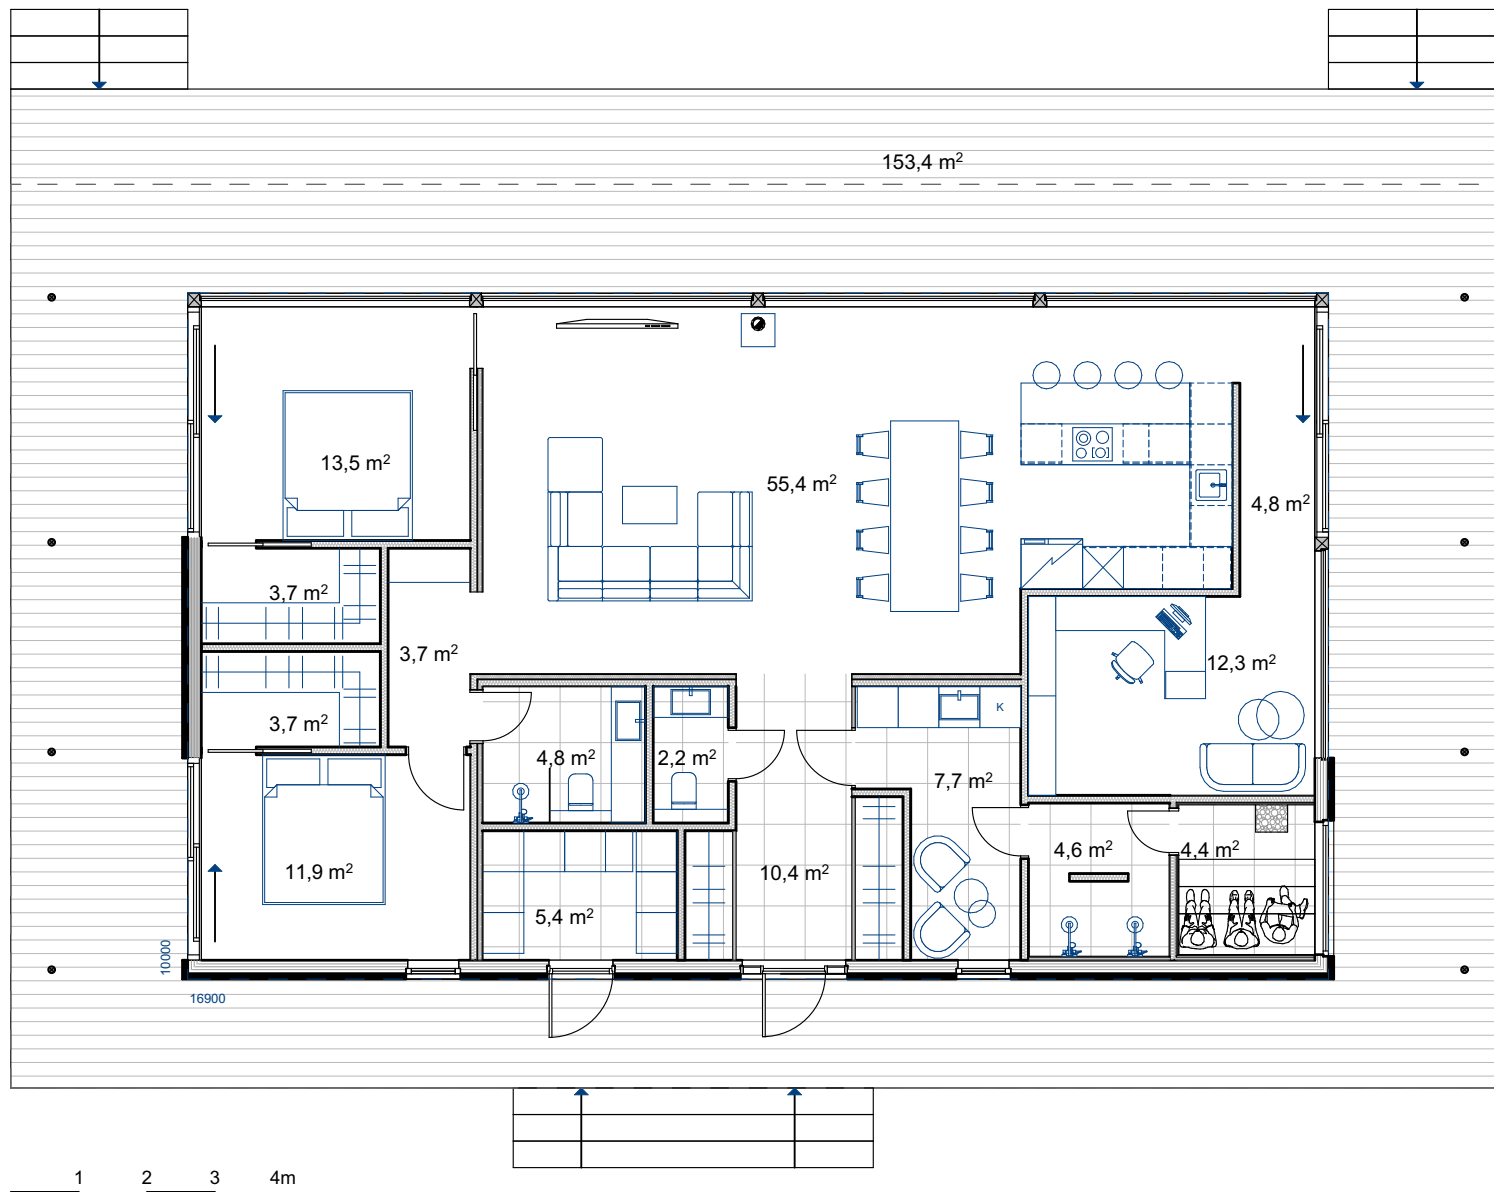 153,4 m²
13,5 m²
55,4 m²
4,8 m²
3,7 m²
3,7 m²
12,3 m²
3,7 m²
K
4,8 m²
2,2 m²
7,7 m²
11,9 m²
10,4 m²
4,6 m²
4,4 m²
5,4 m²
10000
16900
1 2 3 4m